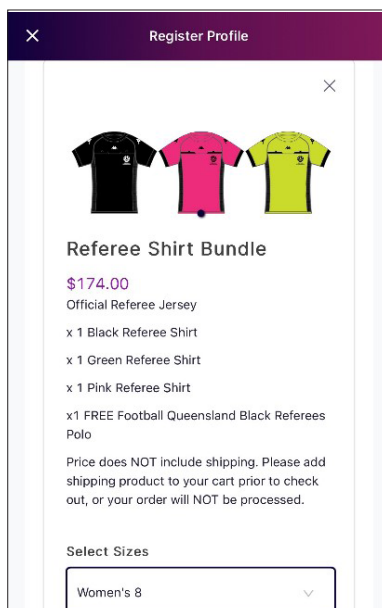 Register Profile
Referee Shirt Bundle
$174.00
Official Referee Jersey
x 1 Black Referee Shirt
x 1 Green Referee Shirt
x 1 Pink Referee Shirt
x1 FREE Football Queensland Black Referees
Polo
Price does NOT include shipping. Please add
shipping product to your cart prior to check
out, or your order will NOT be processed.
Select Sizes
Women's 8